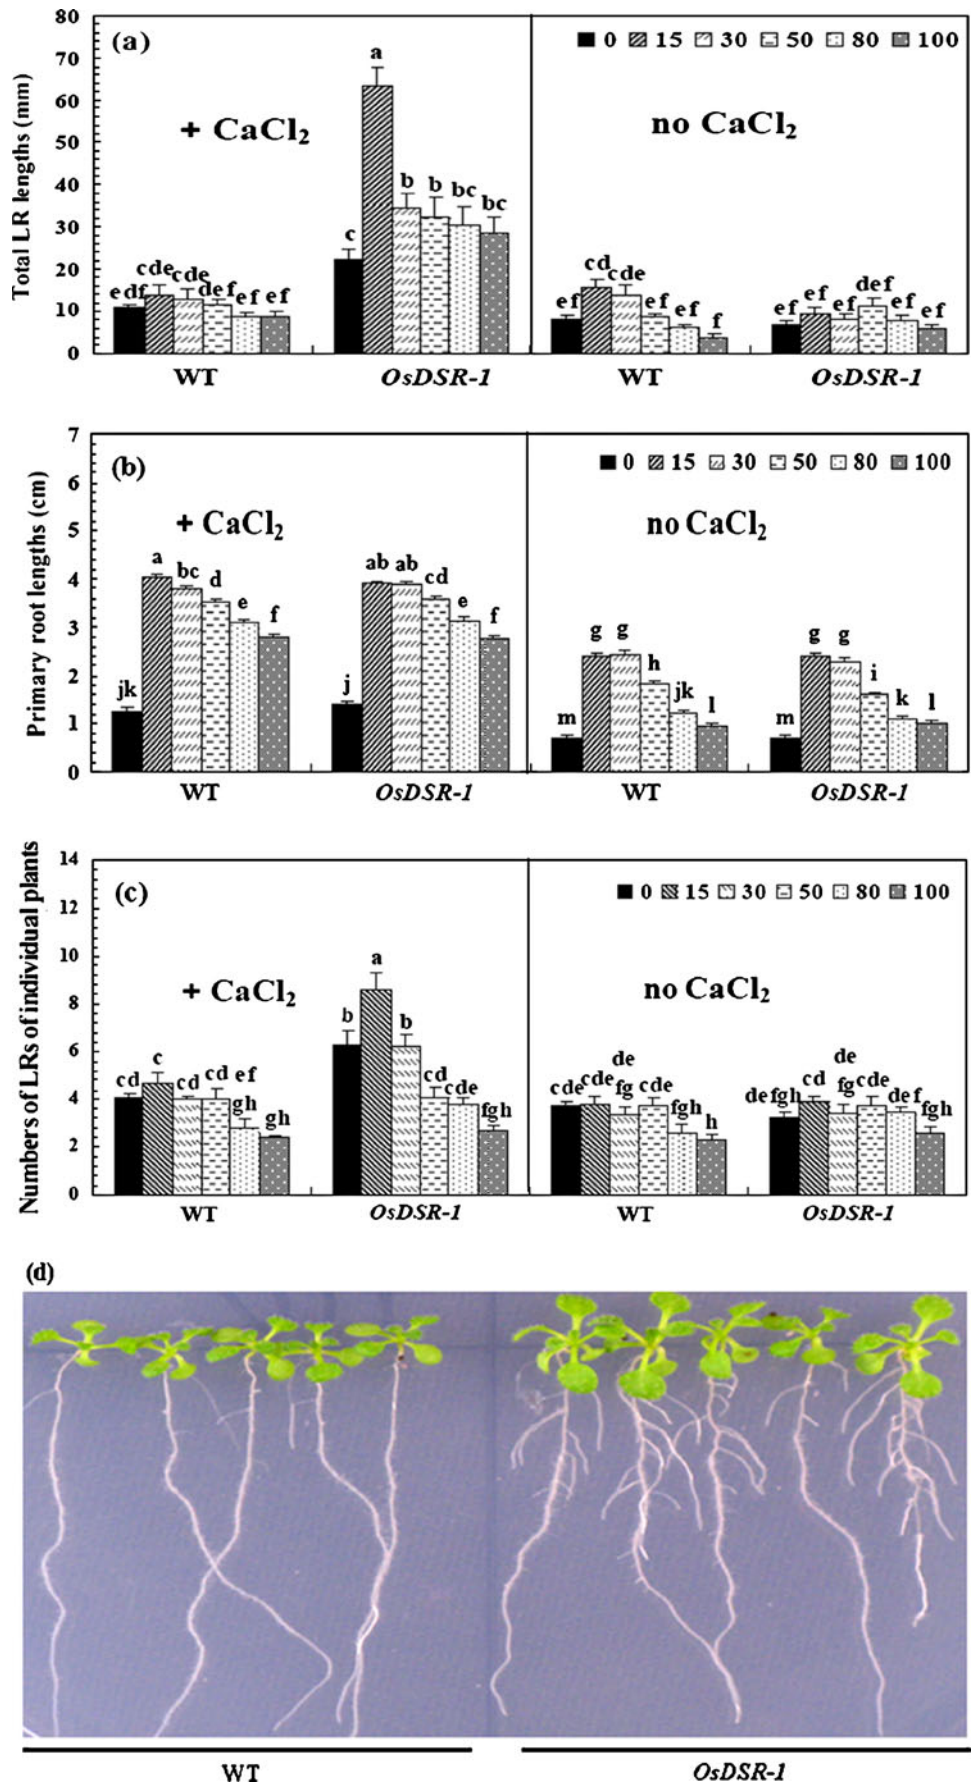 (a)
0 15 30 50 80 100
+ CaCl2
no CaCl2
Total LR lengths (mm)
80
70
60
50
40
30
20
10
0
edf cde cde def ef ef
c a b b bc bc
ef cd cde ef ef f
ef ef ef def ef ef
WT OsDSR-1 WT OsDSR-1
(b)
0 15 30 50 80 100
+ CaCl2
no CaCl2
Primary root lengths (cm)
7
6
5
4
3
2
1
0
jk a bc d e f
j ab ab cd e f
m g g h jk l
m g g i k l
WT OsDSR-1 WT OsDSR-1
(c)
0 15 30 50 80 100
+ CaCl2
no CaCl2
Numbers of LRs of individual plants
14
12
10
8
6
4
2
0
cd c cd cd ef gh gh
b a b cd cde fgh
cde cde de fg cde fgh h
defgh cd de fg cde def fgh
WT OsDSR-1 WT OsDSR-1
(d)
WT OsDSR-1